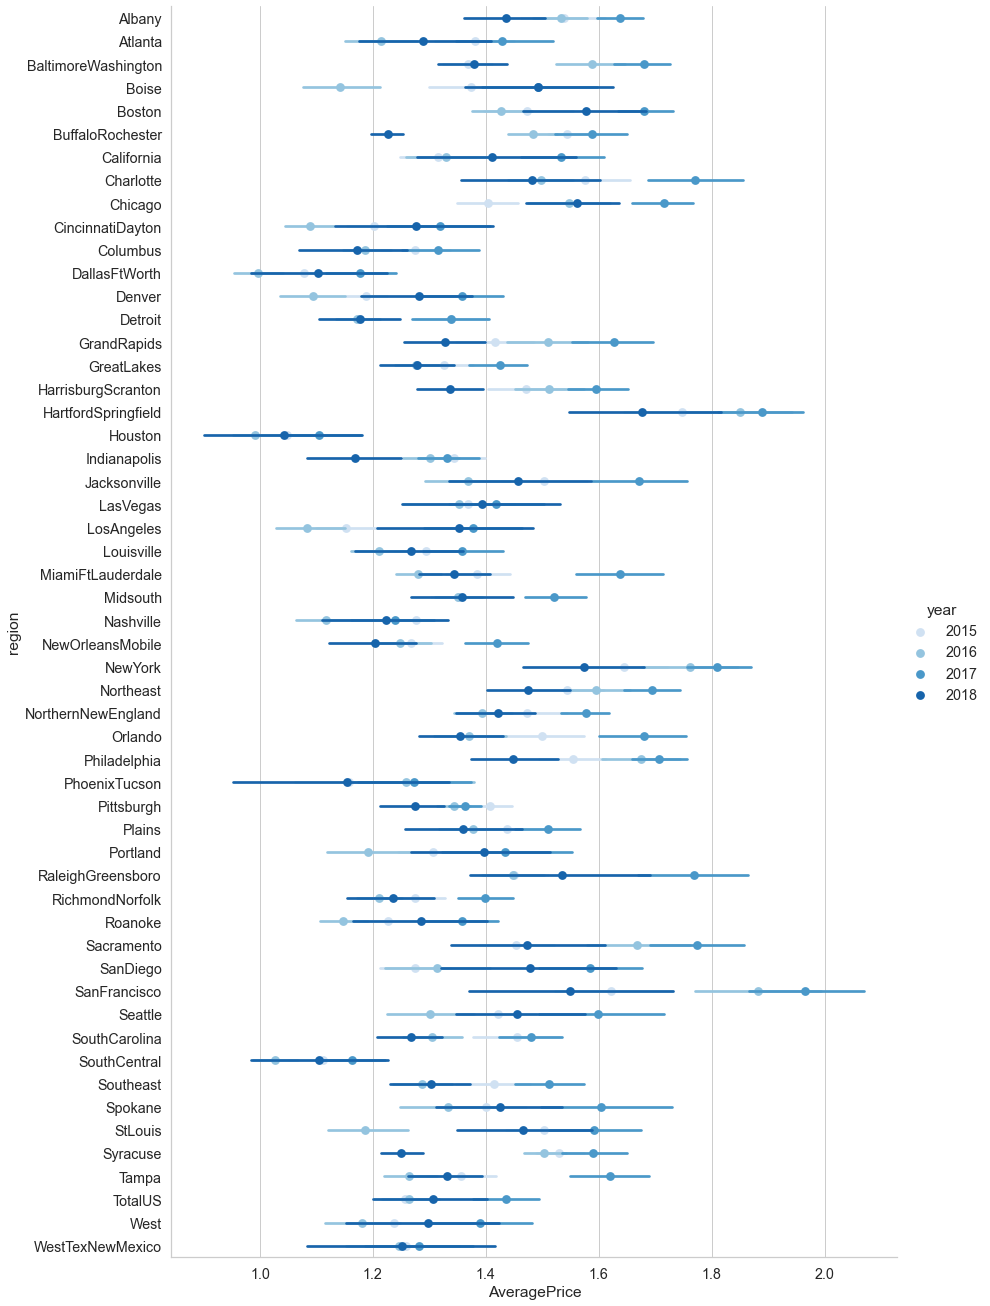 Albany
Atlanta
BaltimoreWashington
Boise
Boston
BuffaloRochester
California
Charlotte
Chicago
CincinnatiDayton
Columbus
DallasFtWorth
Denver
Detroit
GrandRapids
GreatLakes
HarrisburgScranton
HartfordSpringfield
Houston
Indianapolis
Jacksonville
LasVegas
LosAngeles
Louisville
MiamiFtLauderdale
Midsouth
Nashville
NewOrleansMobile
NewYork
Northeast
NorthernNewEngland
Orlando
Philadelphia
PhoenixTucson
Pittsburgh
Plains
Portland
RaleighGreensboro
RichmondNorfolk
Roanoke
Sacramento
SanDiego
SanFrancisco
Seattle
SouthCarolina
SouthCentral
Southeast
Spokane
StLouis
Syracuse
Tampa
TotalUS
West
WestTexNewMexico
region
1.0 1.2 1.4 1.6 1.8 2.0
AveragePrice
year
2015
2016
2017
2018